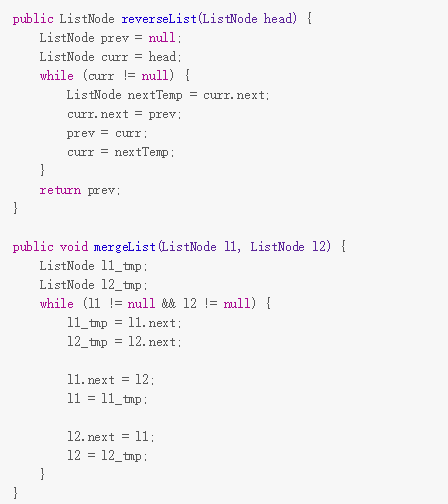 public ListNode reverseList(ListNode head) {
    ListNode prev = null;
    ListNode curr = head;
    while (curr != null) {
        ListNode nextTemp = curr.next;
        curr.next = prev;
        prev = curr;
        curr = nextTemp;
    }
    return prev;
}

public void mergeList(ListNode l1, ListNode l2) {
    ListNode l1_tmp;
    ListNode l2_tmp;
    while (l1 != null && l2 != null) {
        l1_tmp = l1.next;
        l2_tmp = l2.next;

        l1.next = l2;
        l1 = l1_tmp;

        l2.next = l1;
        l2 = l2_tmp;
    }
}